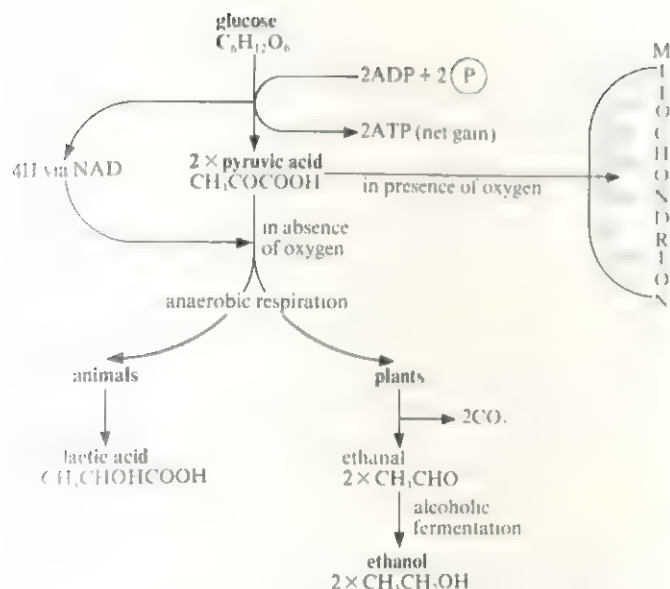 glucose
C₆H₁₂O₆
2ADP + 2 P
2ATP (net gain)
4H via NAD
2 × pyruvic acid
CH₃COCOOH
in presence of oxygen
MITOCHONDRION
in absence
of oxygen
anaerobic respiration
animals
plants
2CO₂
lactic acid
CH₃CHOHCOOH
ethanal
2×CH₃CHO
alcoholic
fermentation
ethanol
2×CH₃CH₂OH